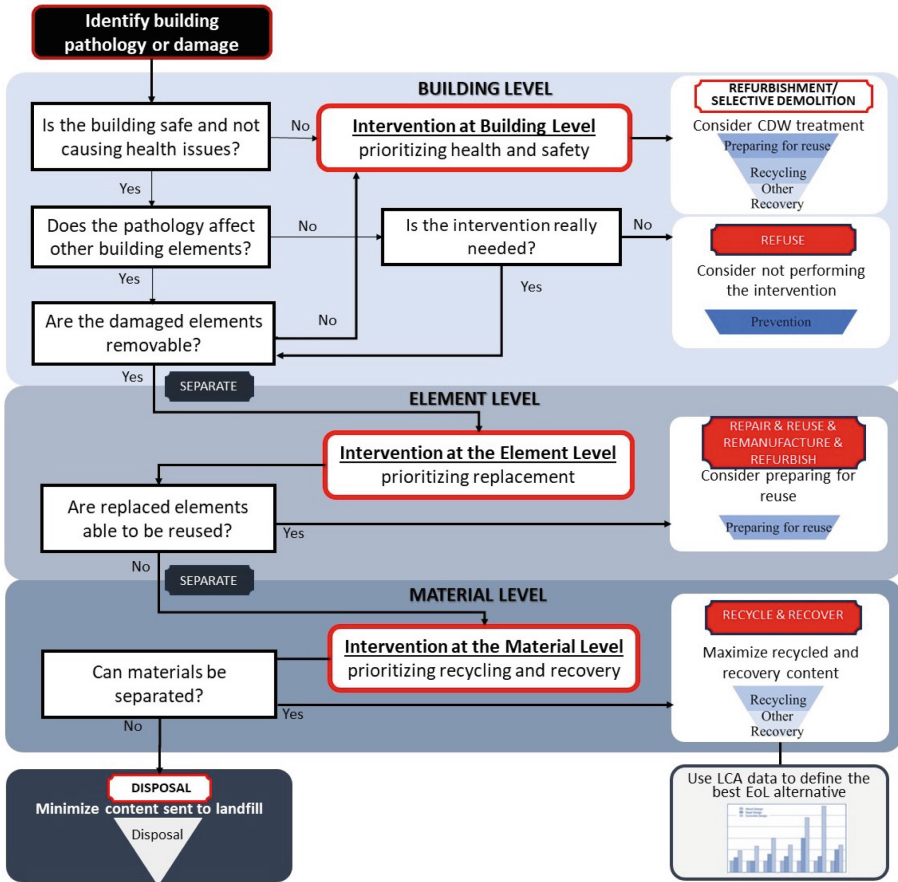 Identify building
pathology or damage
BUILDING LEVEL
Is the building safe and not
causing health issues?
No
Yes
Intervention at Building Level
prioritizing health and safety
REFURBISHMENT/
SELECTIVE DEMOLITION
Consider CDW treatment
Preparing for reuse
Recycling
Other
Recovery
Does the pathology affect
other building elements?
No
Yes
Is the intervention really
needed?
No
Yes
REFUSE
Consider not performing
the intervention
Prevention
Are the damaged elements
removable?
No
Yes
SEPARATE
ELEMENT LEVEL
Intervention at the Element Level
prioritizing replacement
REPAIR & REUSE &
REMANUFACTURE &
REFURBISH
Consider preparing for
reuse
Preparing for reuse
Are replaced elements
able to be reused?
Yes
No
SEPARATE
MATERIAL LEVEL
Intervention at the Material Level
prioritizing recycling and recovery
RECYCLE & RECOVER
Maximize recycled and
recovery content
Recycling
Other
Recovery
Can materials be
separated?
Yes
No
DISPOSAL
Minimize content sent to landfill
Disposal
Use LCA data to define the
best EoL alternative